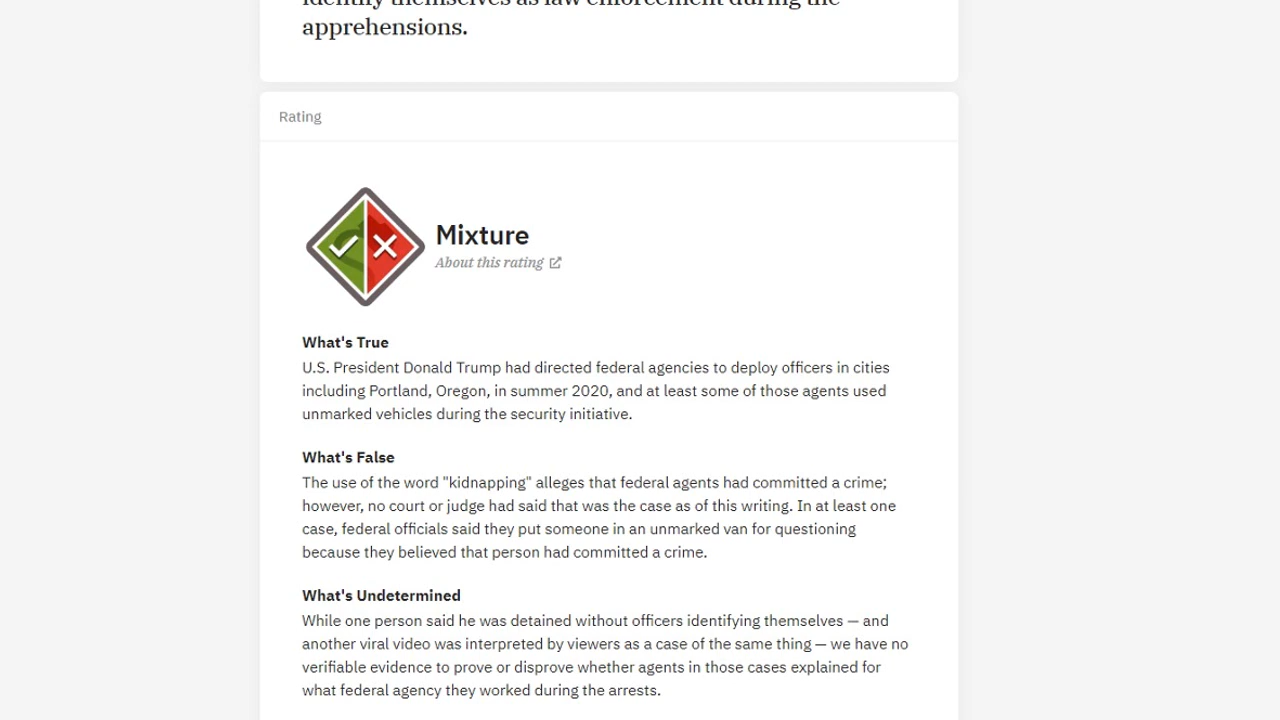 identify themselves as law enforcement during the
apprehensions.
Rating
Mixture
About this rating
What's True
U.S. President Donald Trump had directed federal agencies to deploy officers in cities
including Portland, Oregon, in summer 2020, and at least some of those agents used
unmarked vehicles during the security initiative.
What's False
The use of the word "kidnapping" alleges that federal agents had committed a crime;
however, no court or judge had said that was the case as of this writing. In at least one
case, federal officials said they put someone in an unmarked van for questioning
because they believed that person had committed a crime.
What's Undetermined
While one person said he was detained without officers identifying themselves — and
another viral video was interpreted by viewers as a case of the same thing — we have no
verifiable evidence to prove or disprove whether agents in those cases explained for
what federal agency they worked during the arrests.